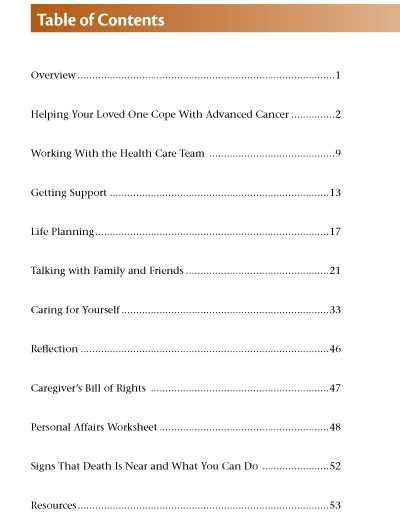 Table of Contents
Overview.......................................................................................1
Helping Your Loved One Cope With Advanced Cancer ...............2
Working With the Health Care Team ...........................................9
Getting Support ...........................................................................13
Life Planning................................................................................17
Talking with Family and Friends .................................................21
Caring for Yourself.......................................................................33
Reflection .....................................................................................46
Caregiver’s Bill of Rights .............................................................47
Personal Affairs Worksheet ..........................................................48
Signs That Death Is Near and What You Can Do .......................52
Resources......................................................................................53